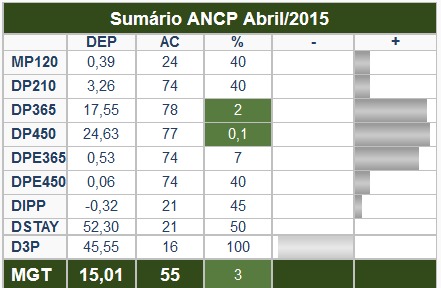 Sumário ANCP Abril/2015
DEP AC % - +
MP120 0,39 24 40
DP210 3,26 74 40
DP365 17,55 78 2
DP450 24,63 77 0,1
DPE365 0,53 74 7
DPE450 0,06 74 40
DIPP -0,32 21 45
DSTAY 52,30 21 50
D3P 45,55 16 100
MGT 15,01 55 3